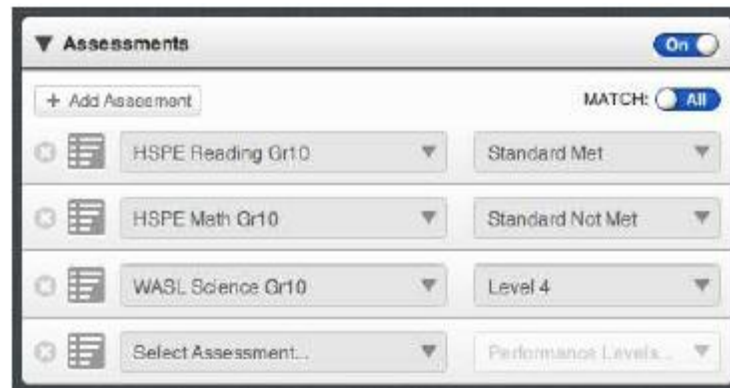 Assessments On
+ Add Assesment MATCH: All
HSPE Reading Gr10 Standard Met
HSPE Math Gr10 Standard Not Met
WASL Science Gr10 Level 4
Select Assessment... Performance Levels...